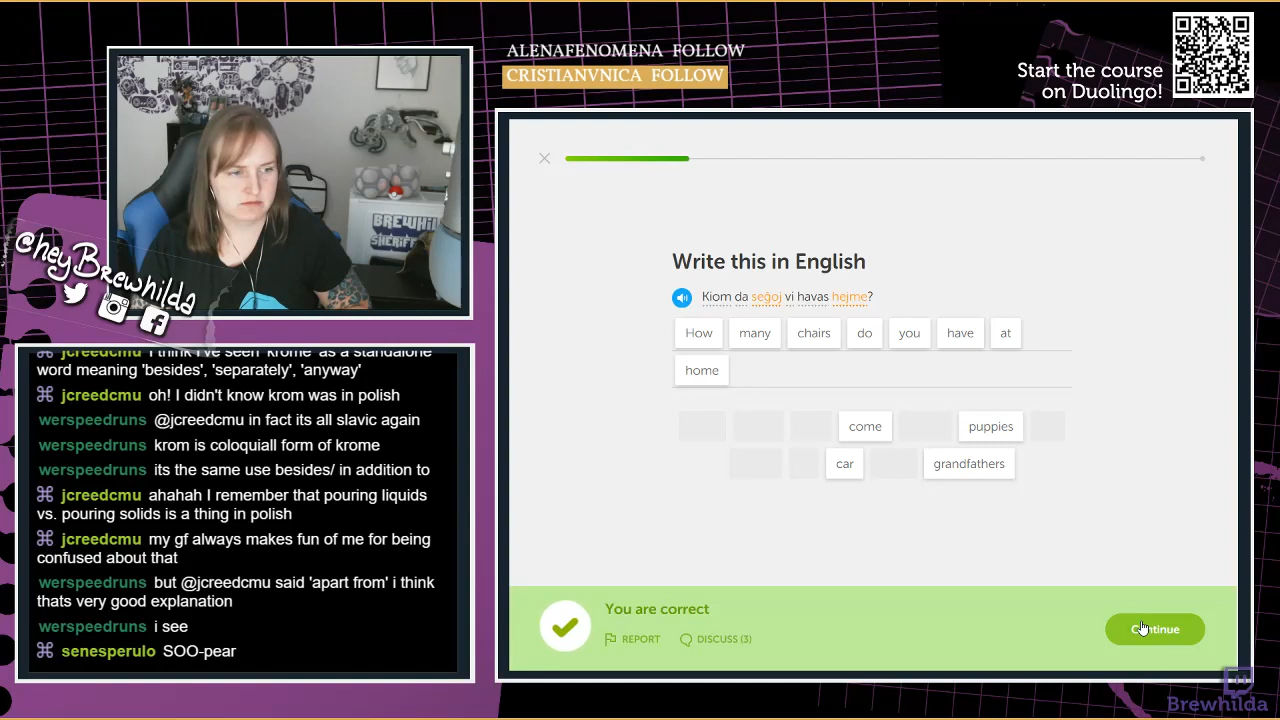 ALENAFENOMENA FOLLOW
CRISTIANVNICA FOLLOW
Start the course
on Duolingo!
@heyBrewhilda
BREWHIL
SHERIFF
Write this in English
Kiom da seĝoj vi havas hejme?
How many chairs do you have at
home
come puppies
car grandfathers
You are correct
REPORT DISCUSS (3)
Continue
jcreedcmu I think I've seen 'krome' as a standalone
word meaning 'besides', 'separately', 'anyway'
jcreedcmu oh! I didn't know krom was in polish
werspeedruns @jcreedcmu in fact its all slavic again
werspeedruns krom is coloquiall form of krome
werspeedruns its the same use besides/ in addition to
jcreedcmu ahahah I remember that pouring liquids
vs. pouring solids is a thing in polish
jcreedcmu my gf always makes fun of me for being
confused about that
werspeedruns but @jcreedcmu said 'apart from' i think
thats very good explanation
werspeedruns i see
senesperulo SOO-pear
Brewhilda